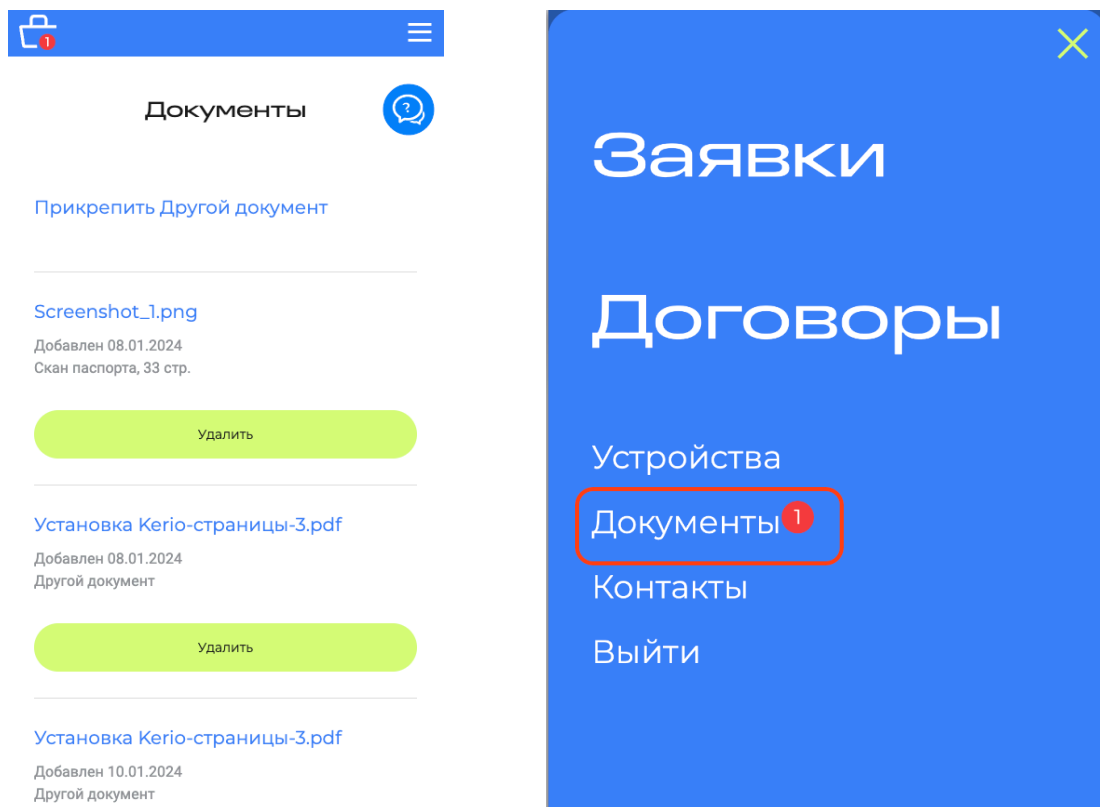 1
Документы
?
Прикрепить Другой документ
Screenshot_1.png
Добавлен 08.01.2024
Скан паспорта, 33 стр.
Удалить
Установка Kerio-страницы-3.pdf
Добавлен 08.01.2024
Другой документ
Удалить
Установка Kerio-страницы-3.pdf
Добавлен 10.01.2024
Другой документ
Заявки
Договоры
Устройства
Документы 1
Контакты
Выйти